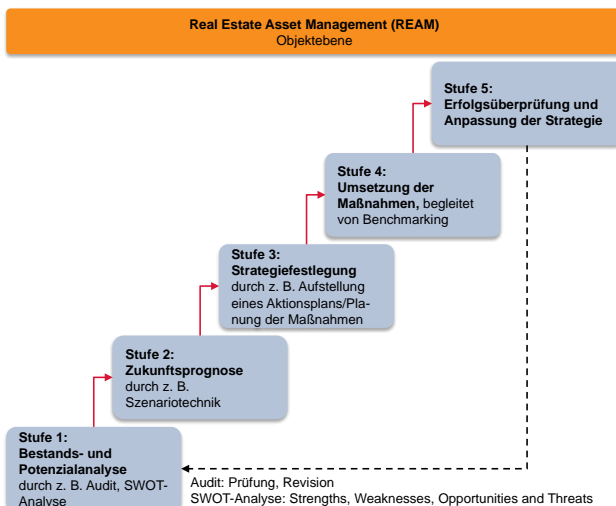 Real Estate Asset Management (REAM)
Objektebene
Stufe 5:
Erfolgsüberprüfung und
Anpassung der Strategie
Stufe 4:
Umsetzung der
Maßnahmen, begleitet
von Benchmarking
Stufe 3:
Strategiefestlegung
durch z. B. Aufstellung
eines Aktionsplans/Pla-
nung der Maßnahmen
Stufe 2:
Zukunftsprognose
durch z. B.
Szenariotechnik
Stufe 1:
Bestands- und
Potenzialanalyse
durch z. B. Audit, SWOT-
Analyse
Audit: Prüfung, Revision
SWOT-Analyse: Strengths, Weaknesses, Opportunities and Threats